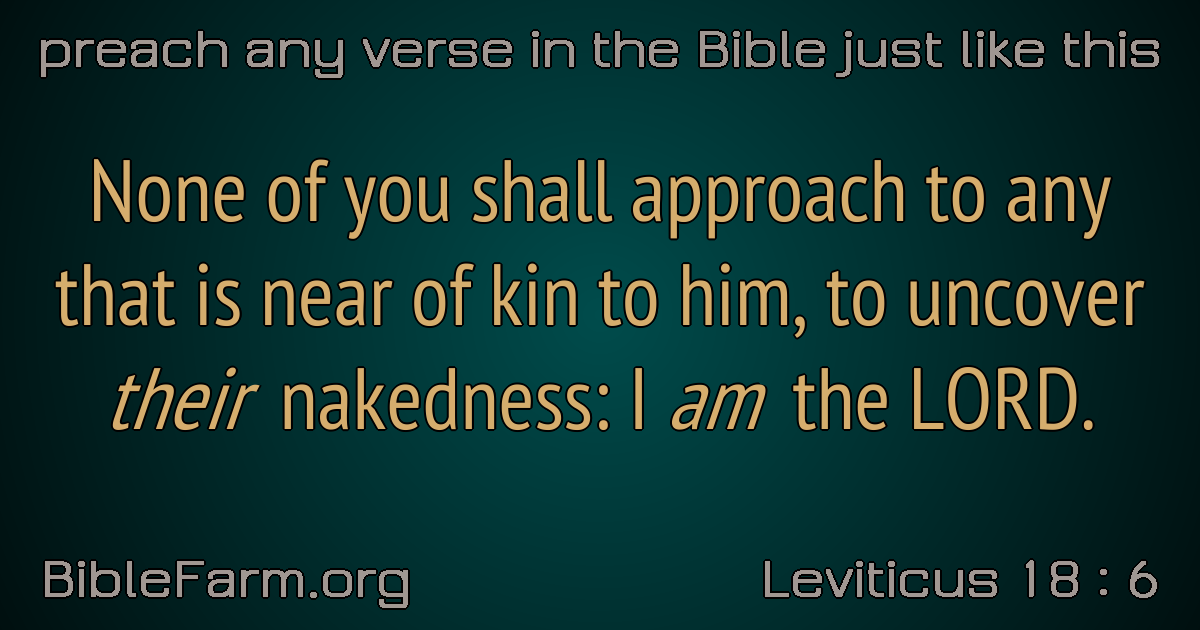 preach any verse in the Bible just like this
None of you shall approach to any
that is near of kin to him, to uncover
their nakedness: I am the LORD.
BibleFarm.org
Leviticus 18 : 6